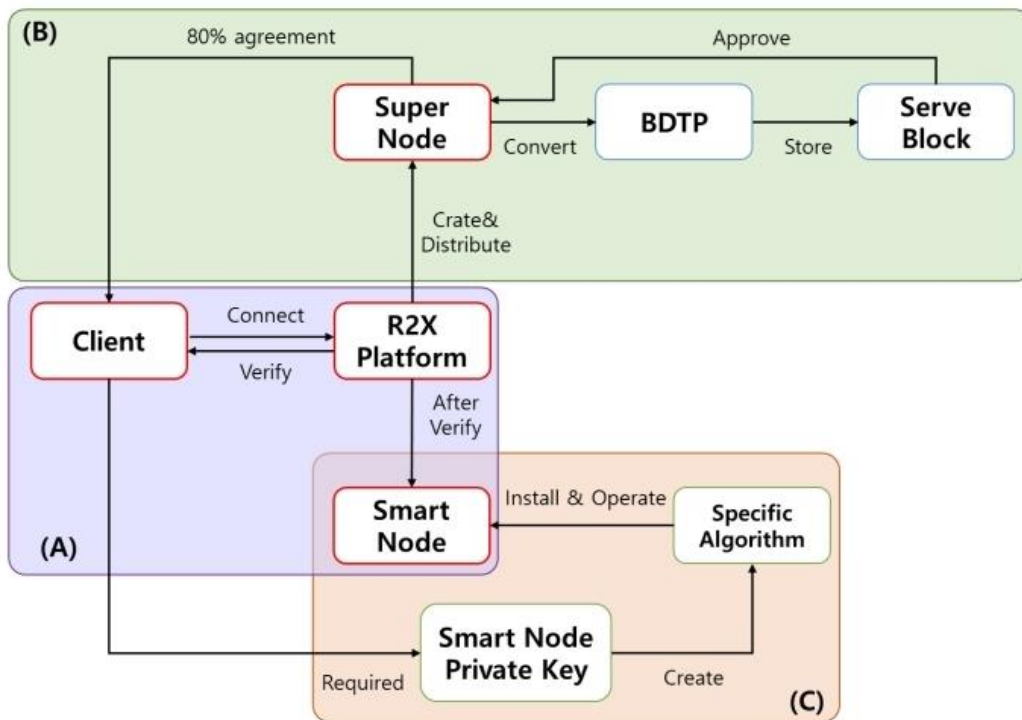 (B)
80% agreement
Approve
Super
Node
Convert
BDTP
Store
Serve
Block
Crate&
Distribute
Client
Connect
Verify
R2X
Platform
After
Verify
(A)
Smart
Node
Install & Operate
Specific
Algorithm
Required
Smart Node
Private Key
Create
(C)